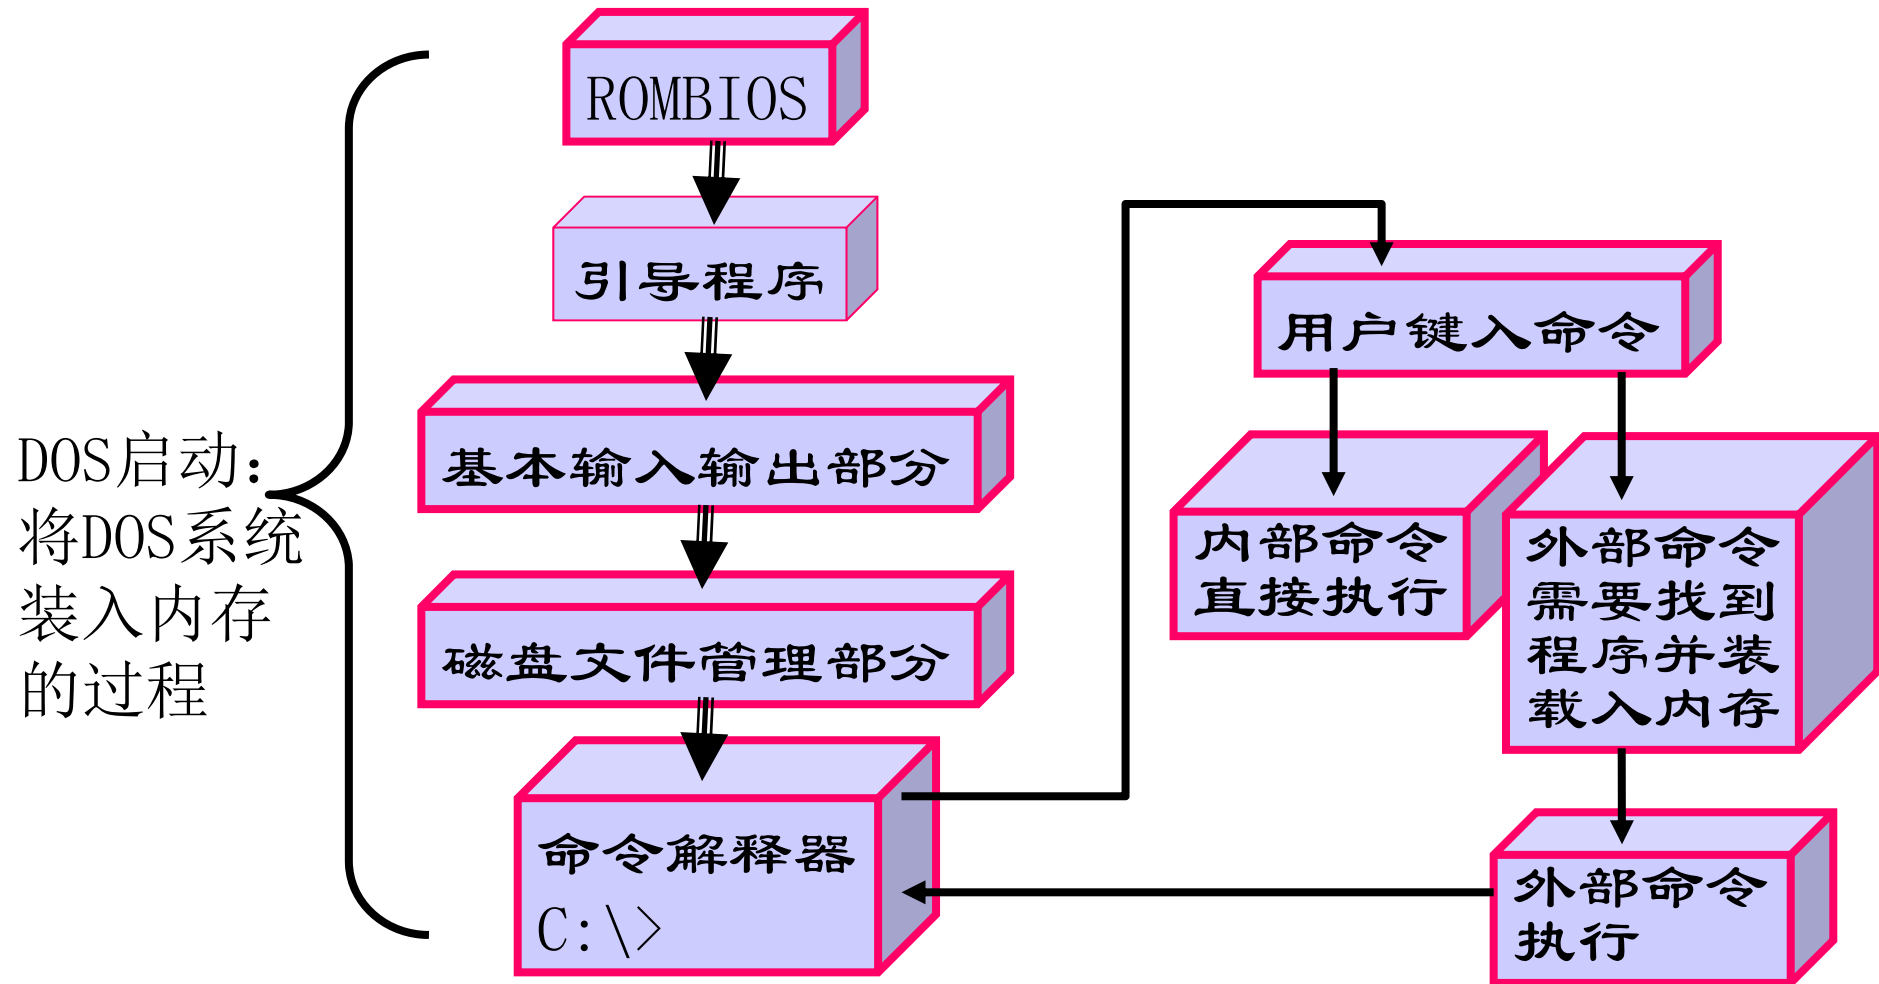 DOS启动：
将DOS系统
装入内存
的过程
ROMBIOS
引导程序
基本输入输出部分
磁盘文件管理部分
命令解释器
C:\>
用户键入命令
内部命令
直接执行
外部命令
需要找到
程序并装
载入内存
外部命令
执行